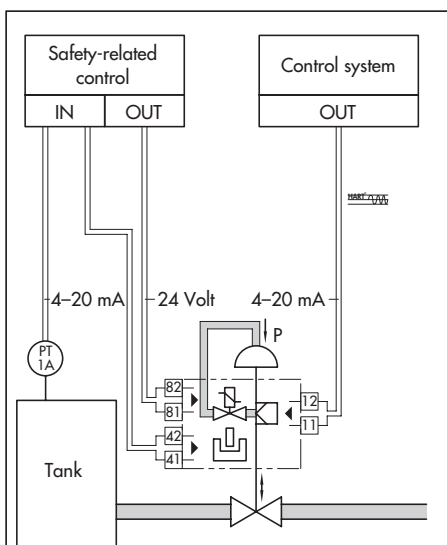 Safety-related control
IN
OUT
Control system
OUT
HART
4–20 mA
24 Volt
4–20 mA
P
PT
1A
82
81
42
41
12
11
Tank